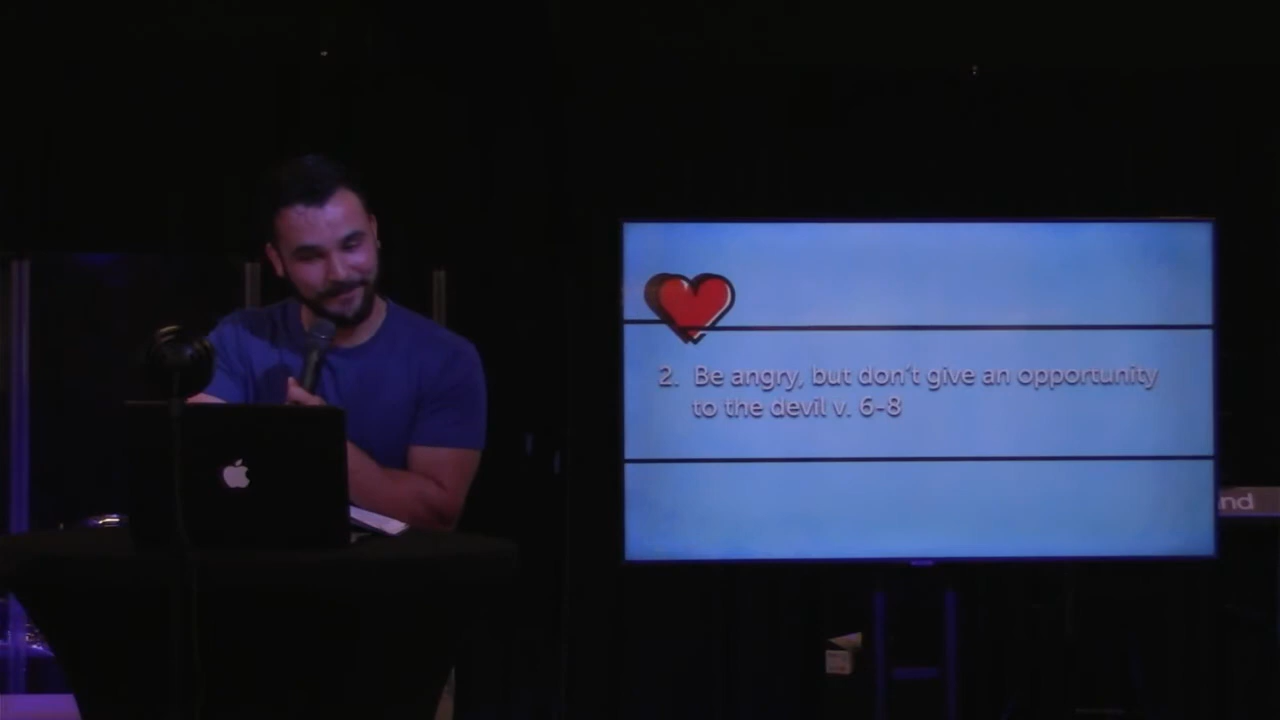 2. Be angry, but don't give an opportunity
to the devil v. 6-8